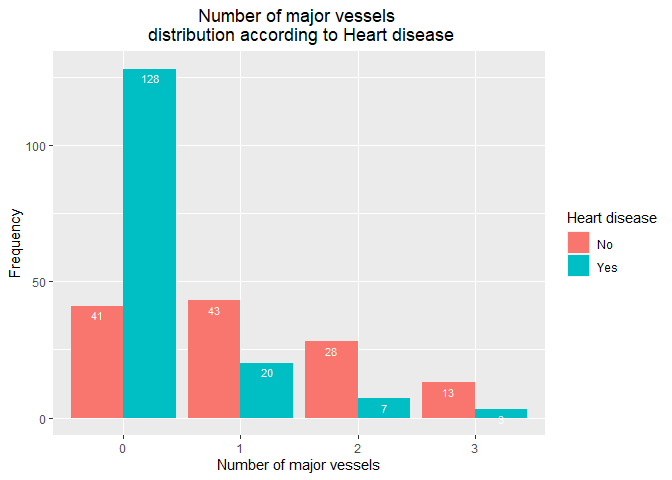 Number of major vessels
distribution according to Heart disease
Frequency
100
50
0
128
41
43
20
28
7
13
3
0
1
2
3
Number of major vessels
Heart disease
No
Yes